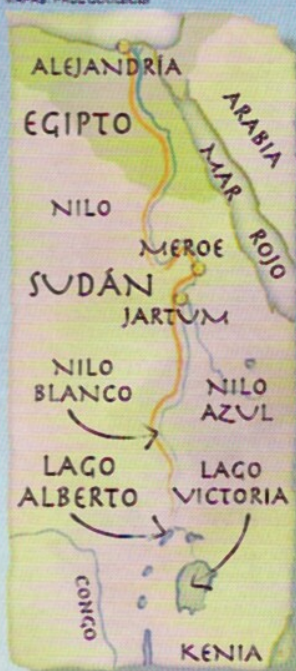 ALEJANDRÍA
EGIPTO
ARABIA
MAR ROJO
NILO
MEROE
SUDÁN
JARTUM
NILO
BLANCO
NILO
AZUL
LAGO
ALBERTO
LAGO
VICTORIA
CONGO
KENIA